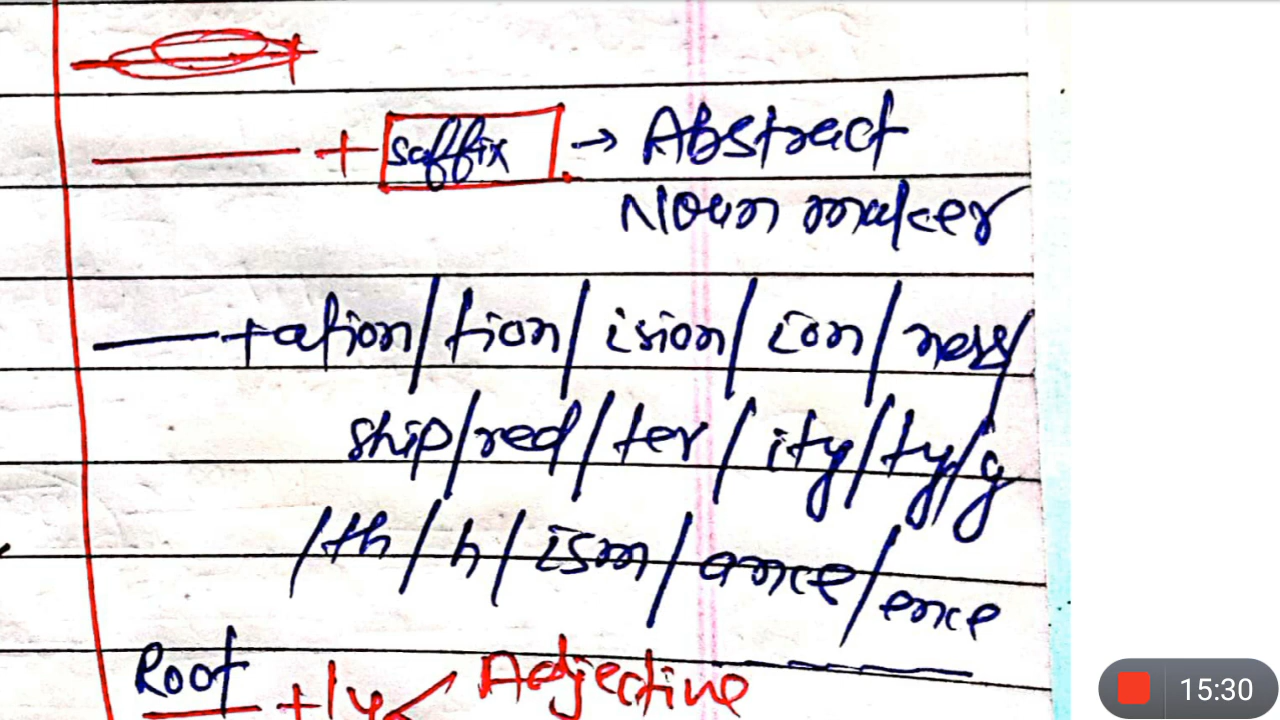 + suffix → Abstract
Noun maker
+ation/tion/ision/ion/ness/
ship/red/ter/ity/ty/y
/th/h/ism/ance/ence
Root +ly < Adjective
15:30